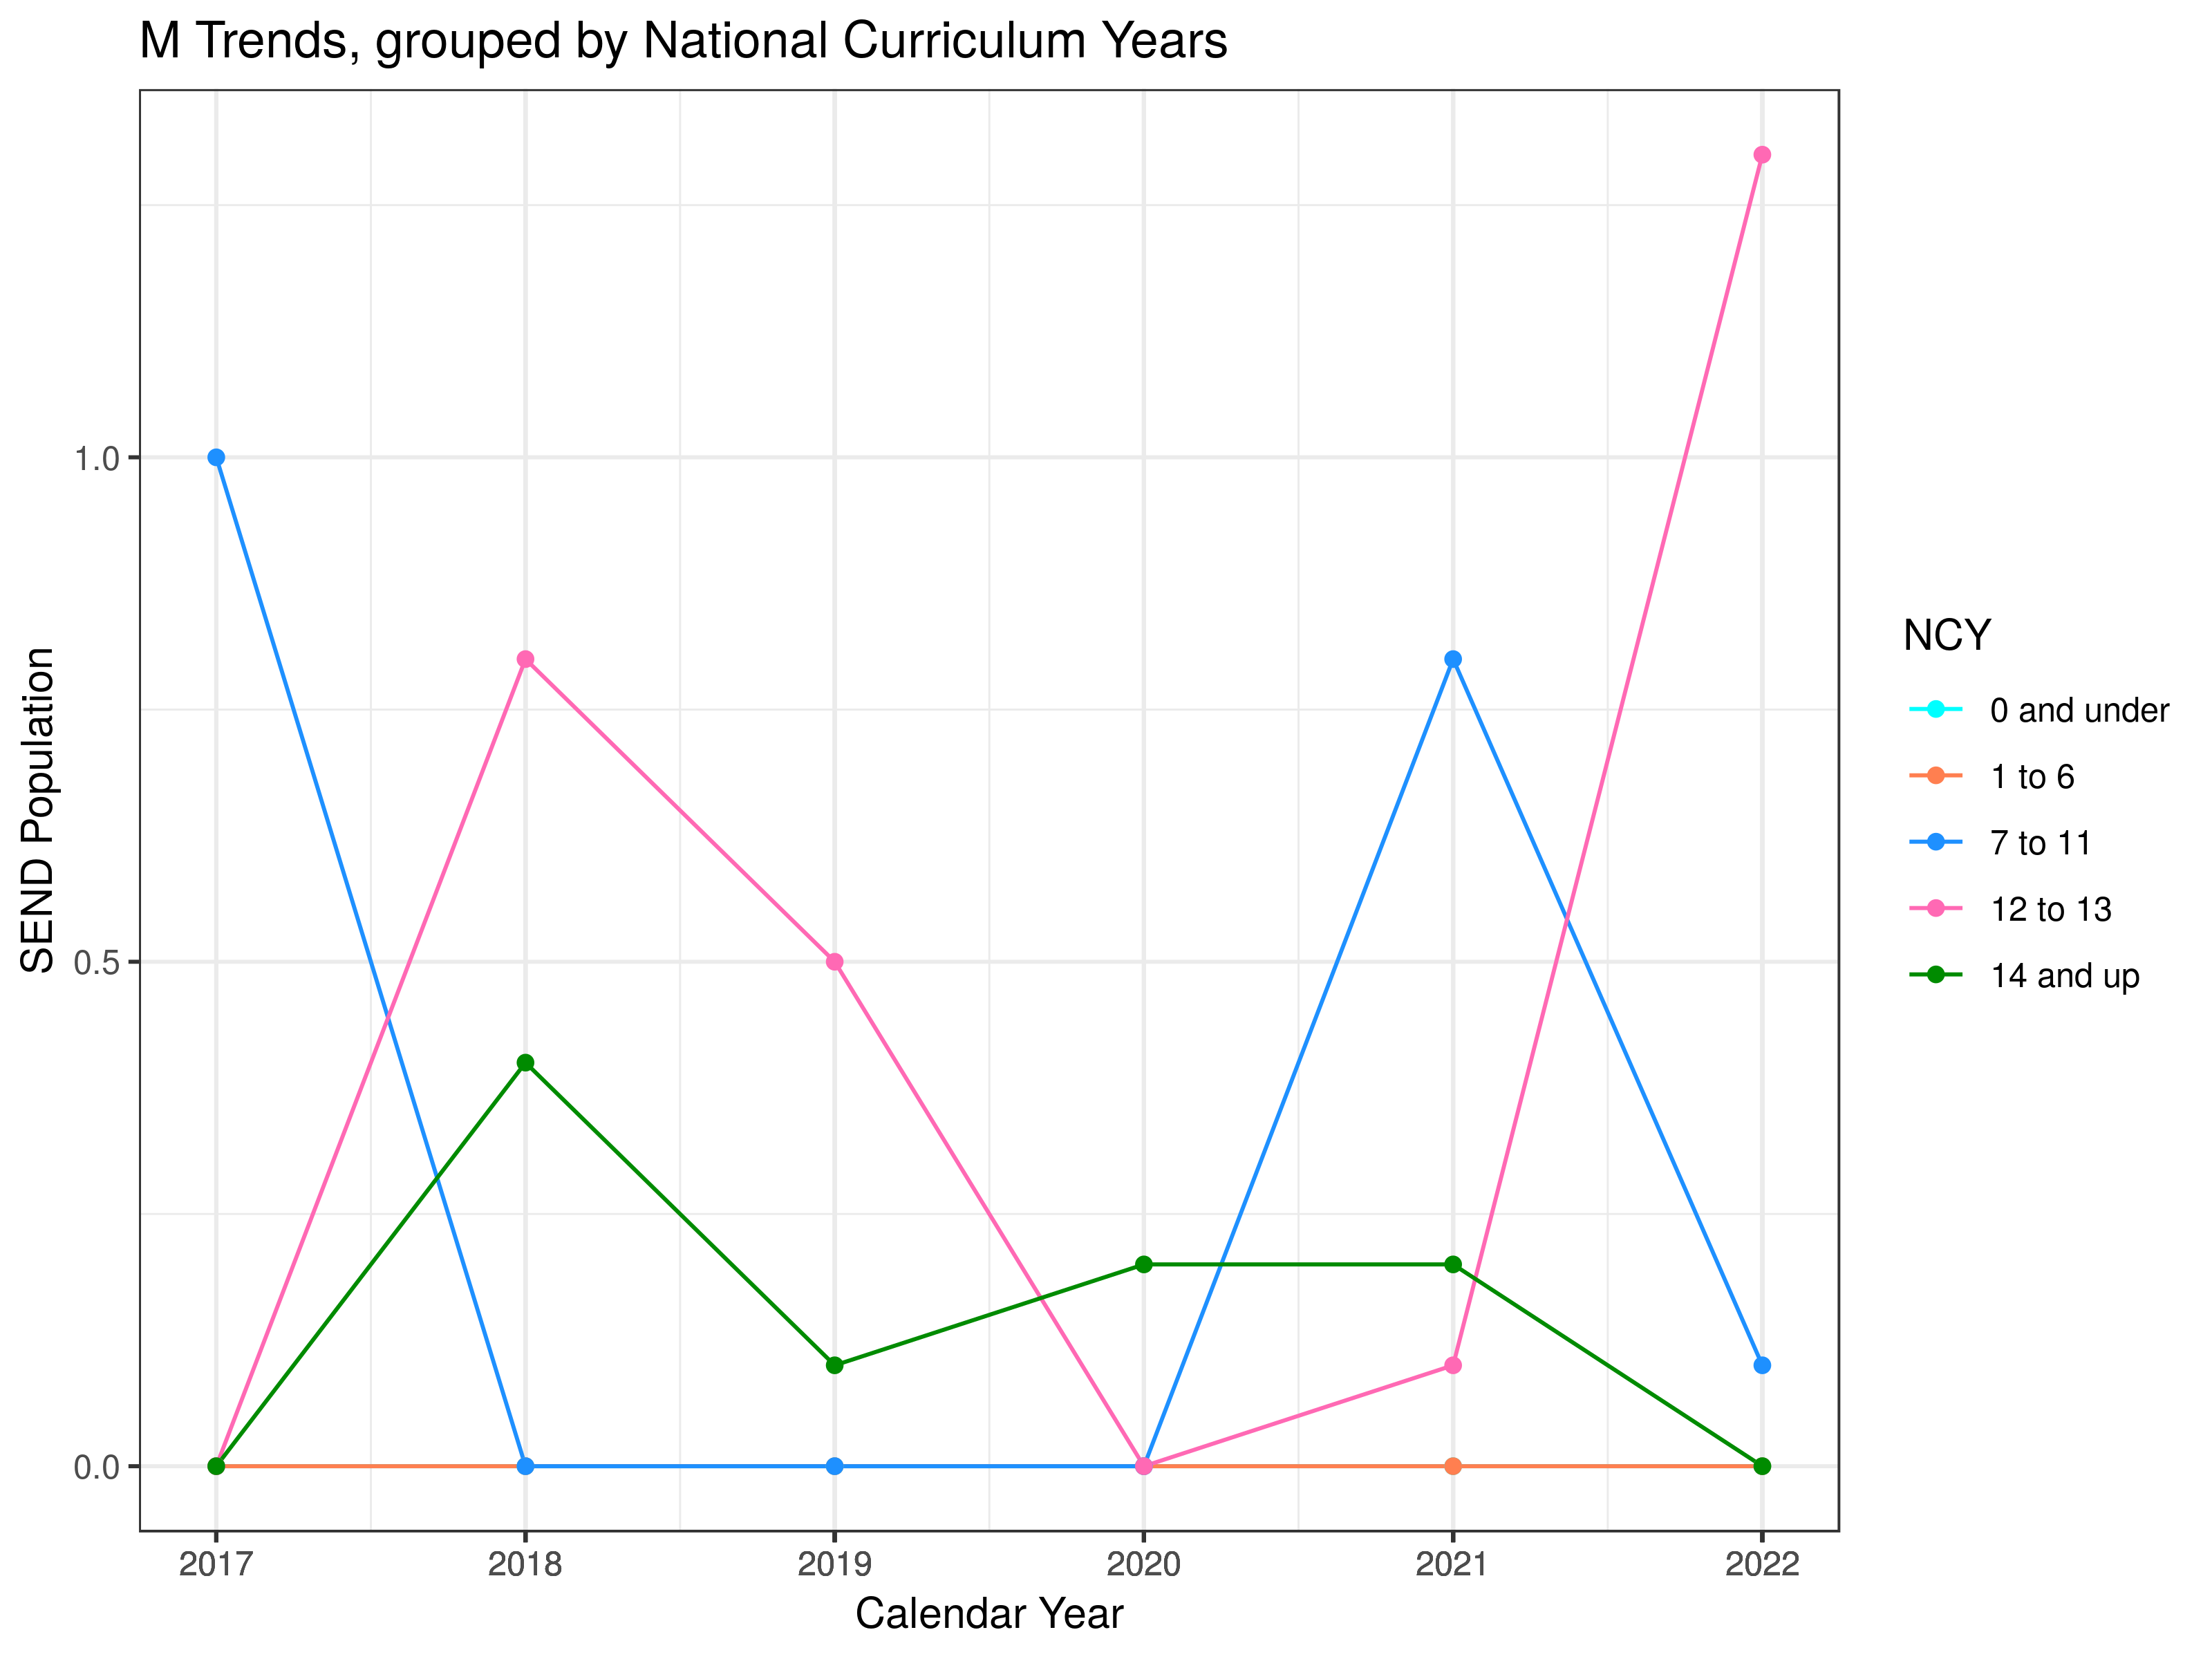 M Trends, grouped by National Curriculum Years
SEND Population
1.0
0.5
0.0
2017 2018 2019 2020 2021 2022
Calendar Year
NCY
0 and under
1 to 6
7 to 11
12 to 13
14 and up